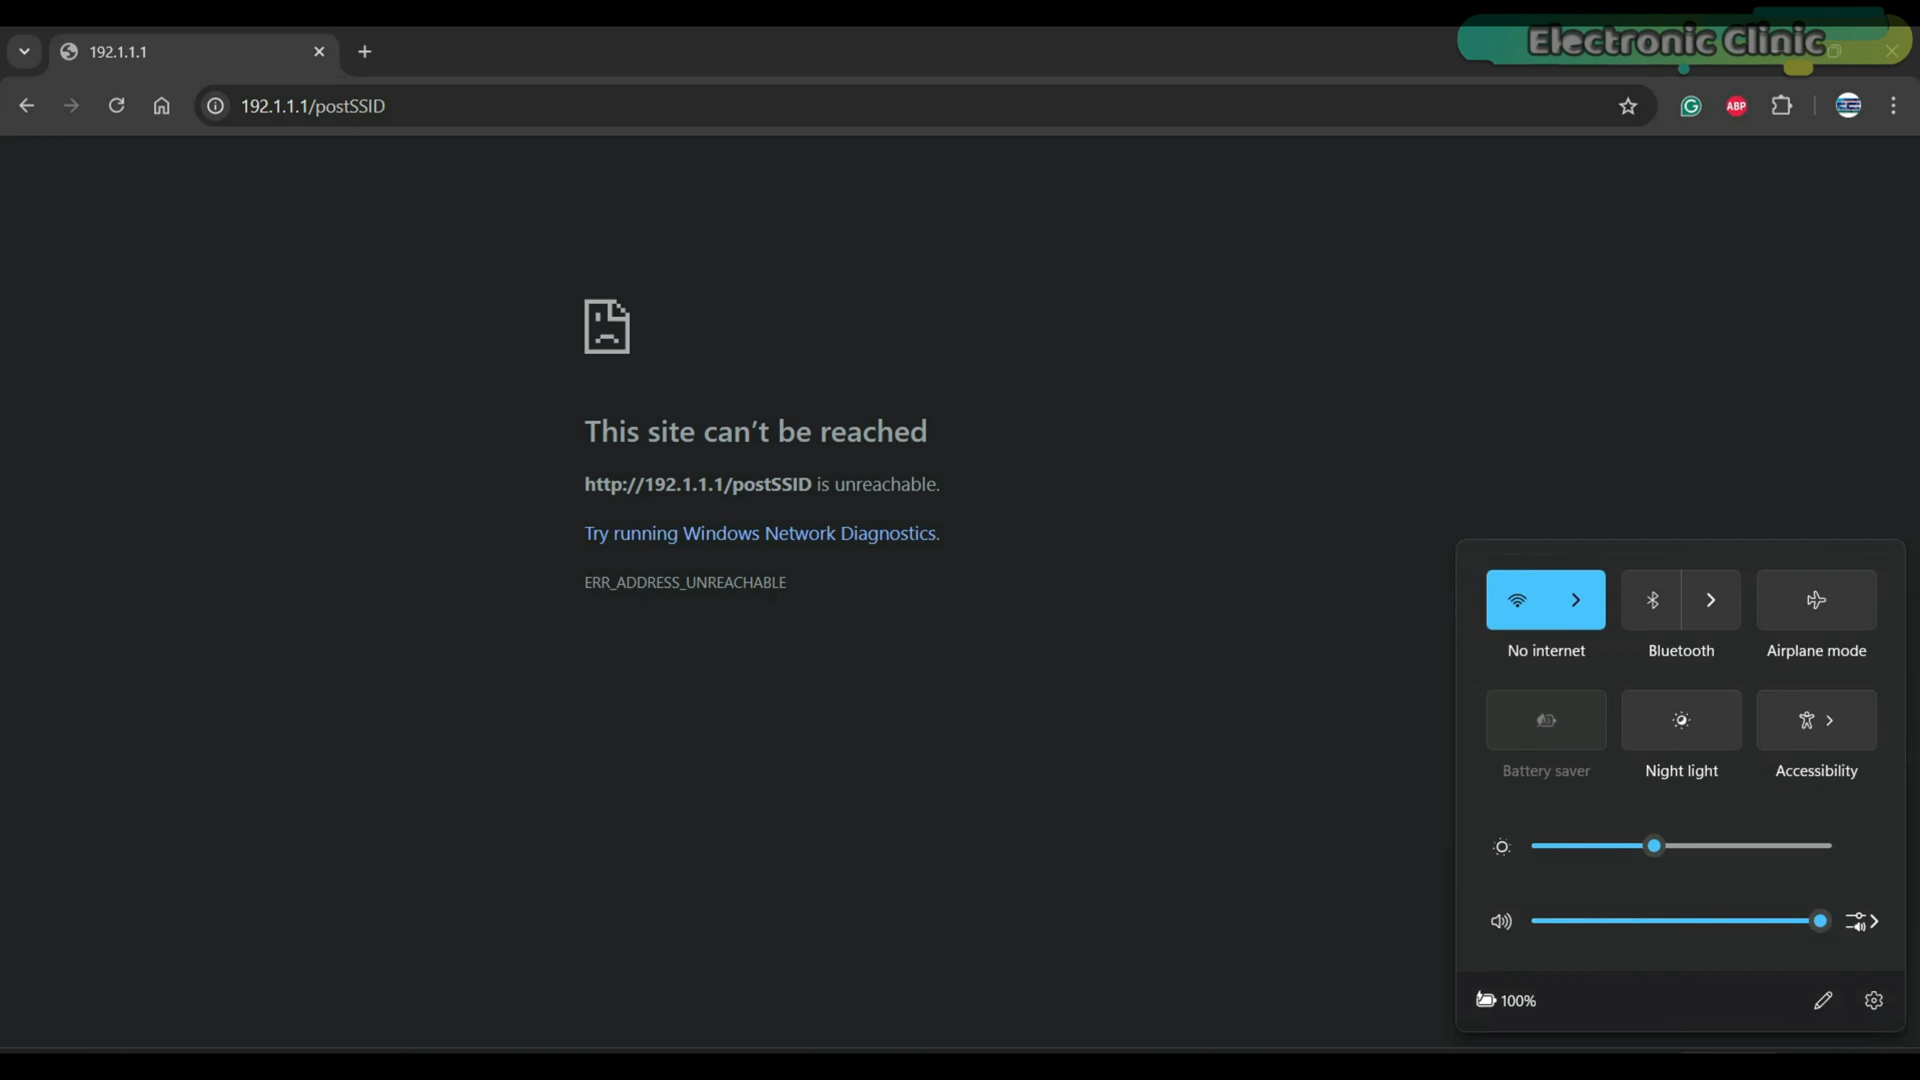 Electronic Clinic
192.1.1.1
192.1.1.1/postSSID
ABP
This site can’t be reached
http://192.1.1.1/postSSID is unreachable.
Try running Windows Network Diagnostics.
ERR_ADDRESS_UNREACHABLE
No internet
Bluetooth
Airplane mode
Battery saver
Night light
Accessibility
100%